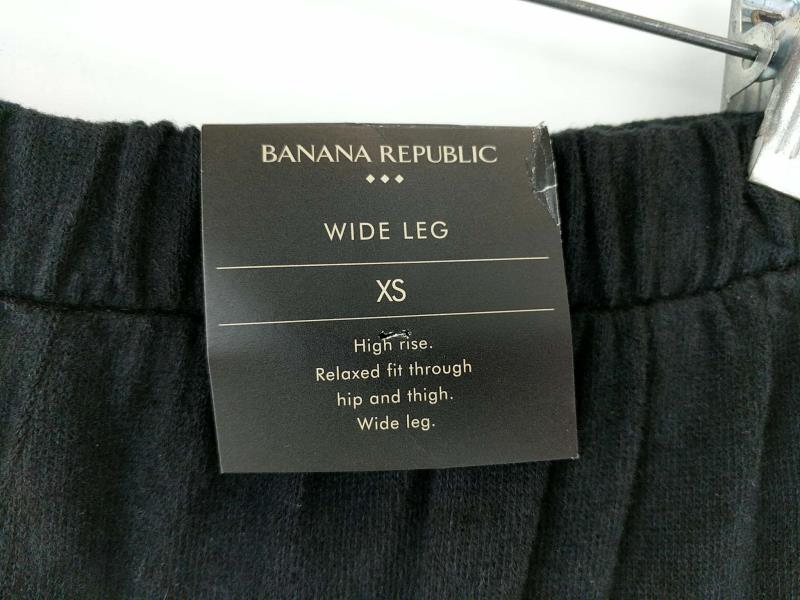 BANANA REPUBLIC
WIDE LEG
XS
High rise.
Relaxed fit through
hip and thigh.
Wide leg.